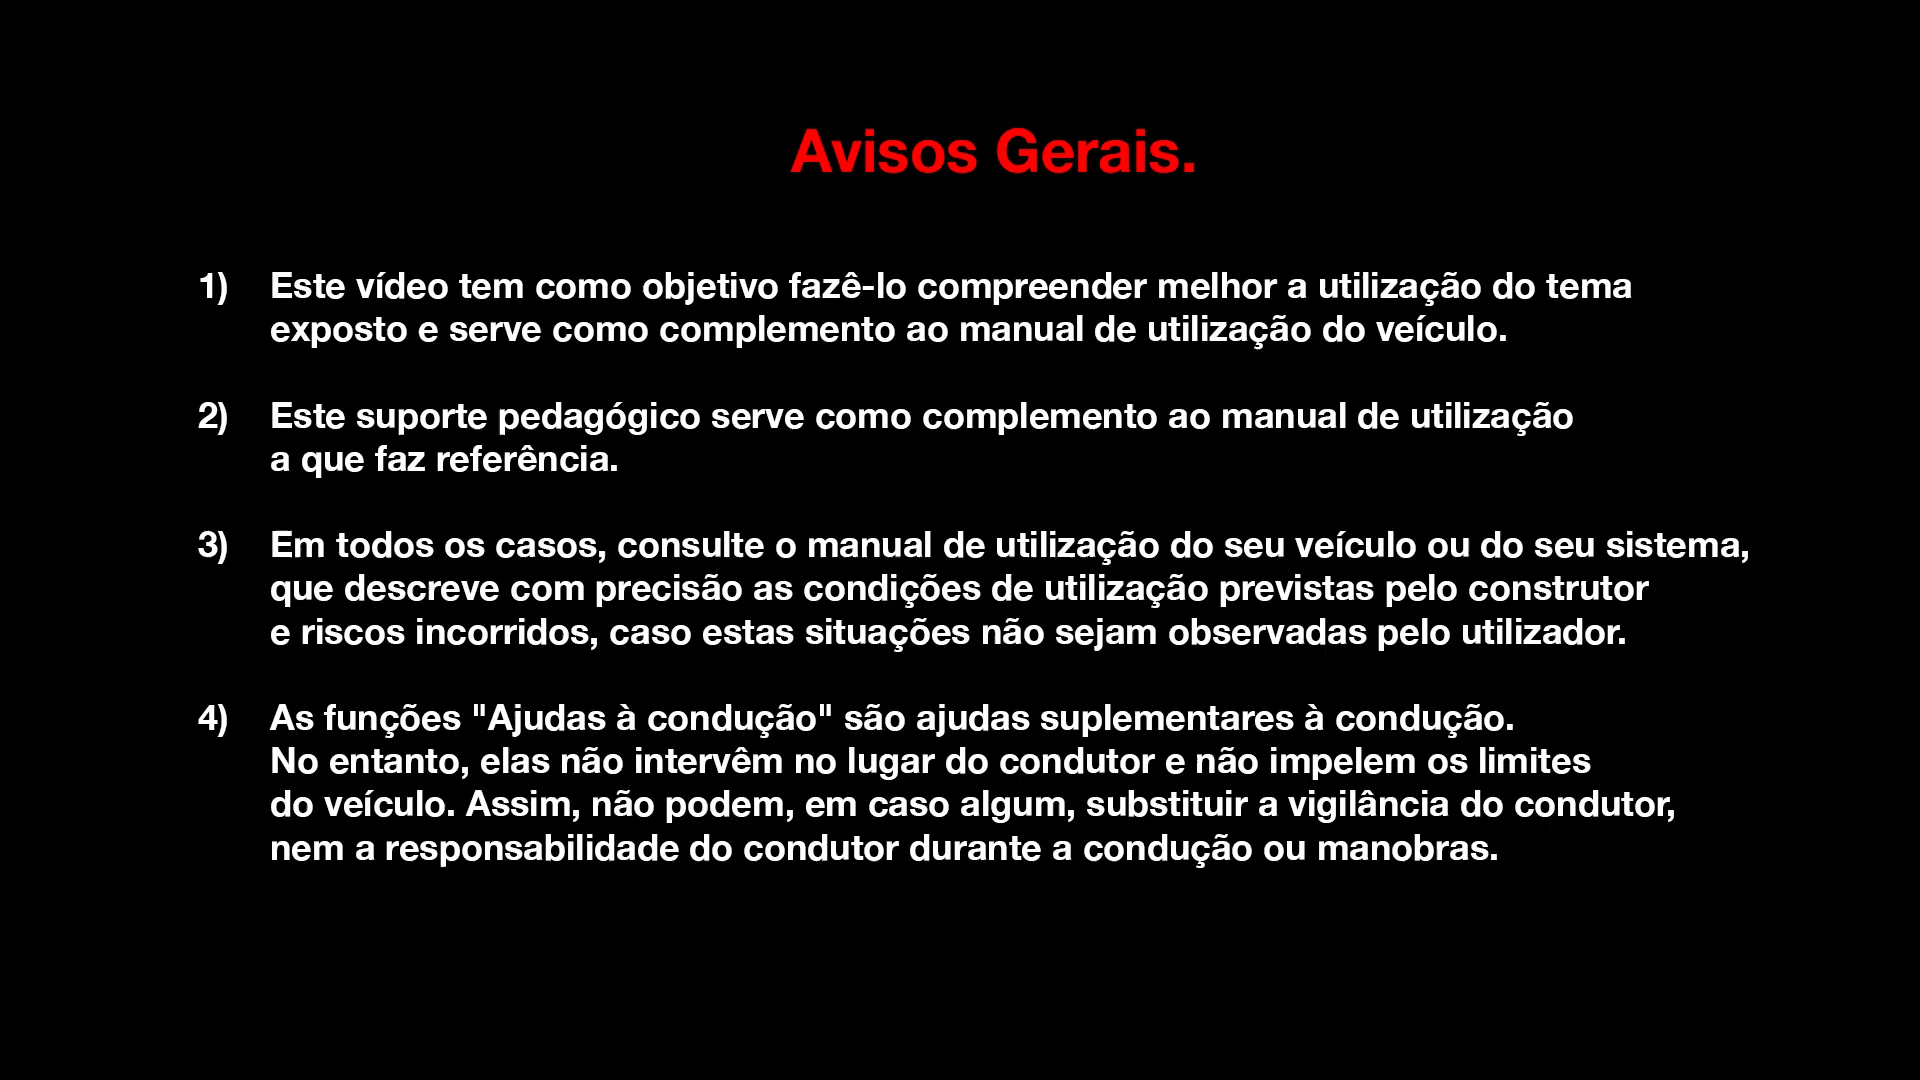 Avisos Gerais.
1) Este vídeo tem como objetivo fazê-lo compreender melhor a utilização do tema
exposto e serve como complemento ao manual de utilização do veículo.
2) Este suporte pedagógico serve como complemento ao manual de utilização
a que faz referência.
3) Em todos os casos, consulte o manual de utilização do seu veículo ou do seu sistema,
que descreve com precisão as condições de utilização previstas pelo construtor
e riscos incorridos, caso estas situações não sejam observadas pelo utilizador.
4) As funções "Ajudas à condução" são ajudas suplementares à condução.
No entanto, elas não intervêm no lugar do condutor e não impelem os limites
do veículo. Assim, não podem, em caso algum, substituir a vigilância do condutor,
nem a responsabilidade do condutor durante a condução ou manobras.